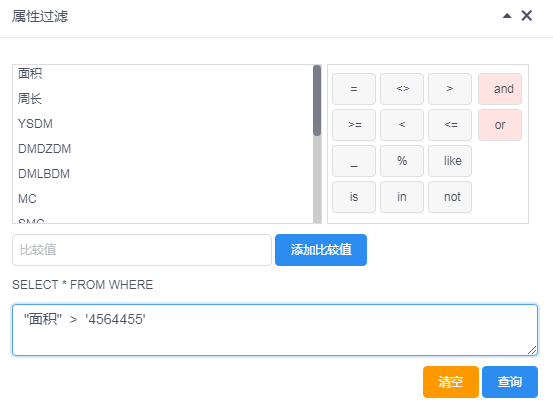 属性过滤
面积
周长
YSDM
DMDZDM
DMLBDM
MC
SMC
= <> > and
>= < <= or
_ % like
is in not
比较值 添加比较值
SELECT * FROM WHERE
"面积" > '4564455'
清空 查询